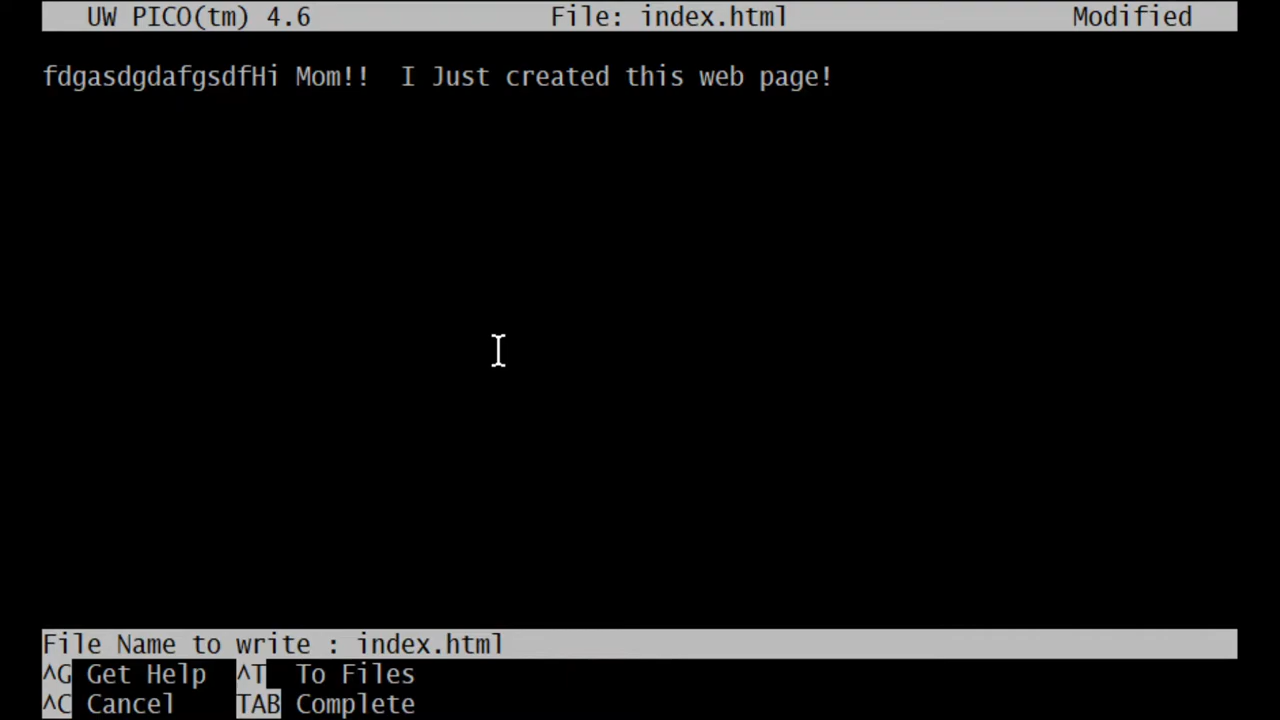 UW PICO(tm) 4.6 File: index.html Modified
fdgasdgdafgsdfHi Mom!!  I Just created this web page!
File Name to write : index.html
^G Get Help ^T To Files
^C Cancel TAB Complete